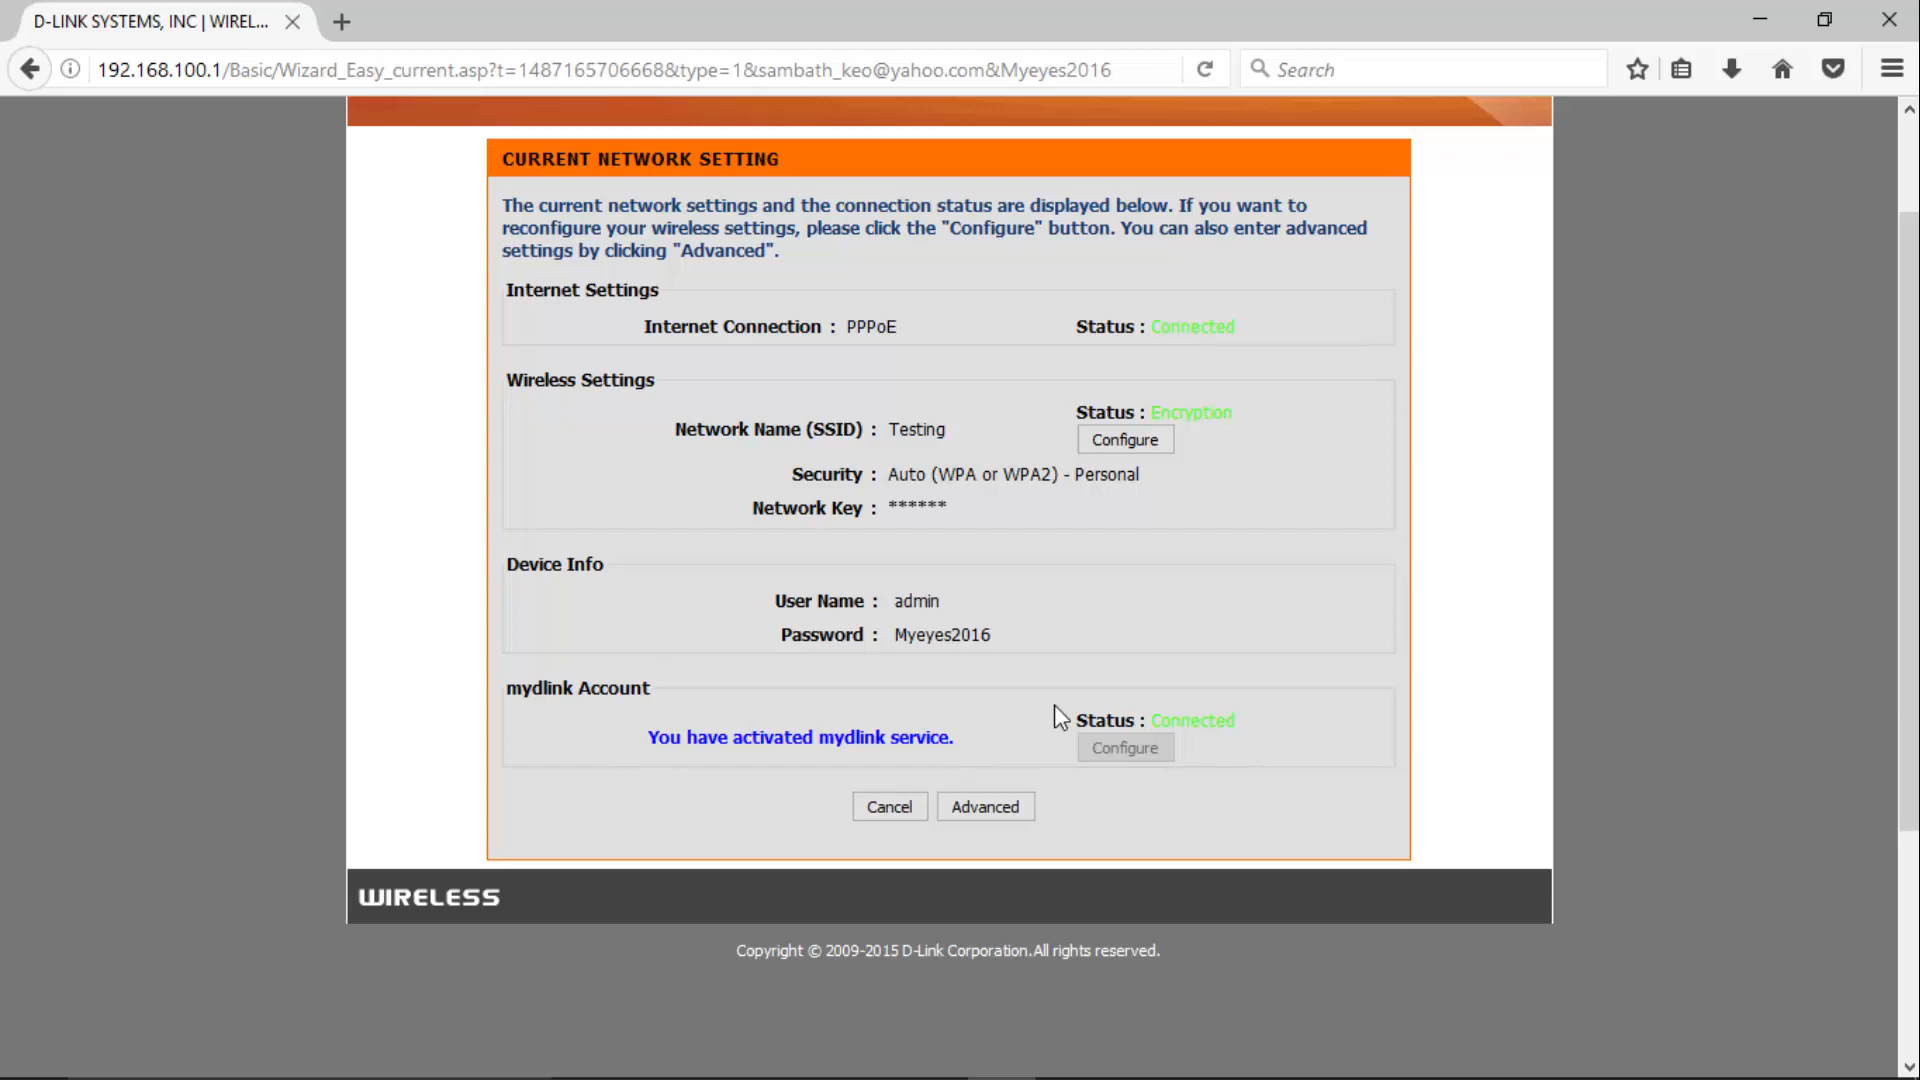 D-LINK SYSTEMS, INC | WIREL...
192.168.100.1/Basic/Wizard_Easy_current.asp?t=1487165706668&type=1&sambath_keo@yahoo.com&Myeyes2016
Search
CURRENT NETWORK SETTING
The current network settings and the connection status are displayed below. If you want to
reconfigure your wireless settings, please click the "Configure" button. You can also enter advanced
settings by clicking "Advanced".
Internet Settings
Internet Connection : PPPoE Status : Connected
Wireless Settings
Status : Encryption
Network Name (SSID) : Testing
Configure
Security : Auto (WPA or WPA2) - Personal
Network Key : ******
Device Info
User Name : admin
Password : Myeyes2016
mydlink Account
Status : Connected
You have activated mydlink service.
Configure
Cancel Advanced
WIRELESS
Copyright © 2009-2015 D-Link Corporation.All rights reserved.